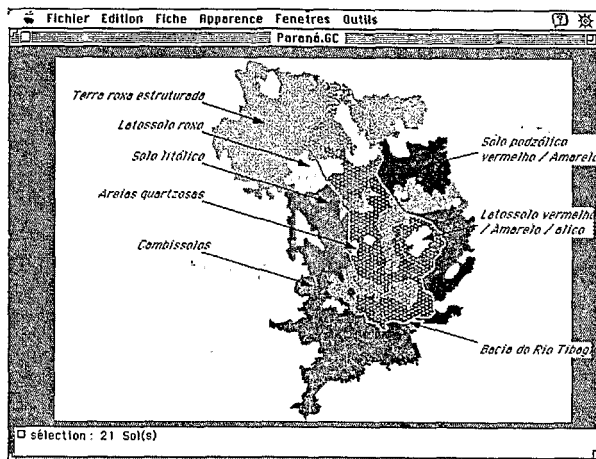 Fichier Edition Fiche Apparence Fenetres Outils
Paraná.GC
Terra roxa estruturada
Latossolo roxo
Solo litólico
Areias quartzosas
Cambissolos
Solo podzólico
vermelho / Amarelo
Latossolo vermelho
/ Amarelo / alico
Bacia do Rio Tibagi
sélection : 21 Sol(s)